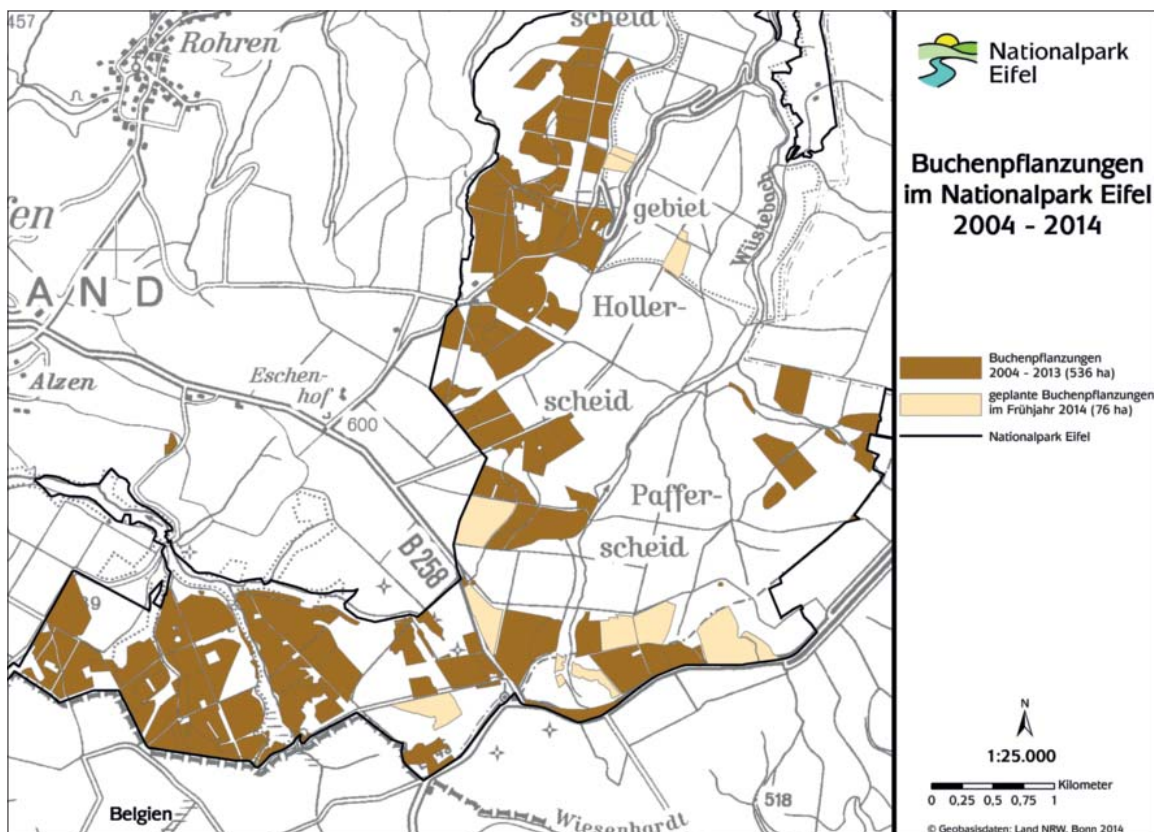 457
Rohren
scheid
fen
gebiet
Wüstebach
AND
Holler-
Alzen
Eschen-
hof
600
scheid
Paffer-
scheid
B 258
Belgien
Wiesenhardt
518
Nationalpark
Eifel
Buchenpflanzungen
im Nationalpark Eifel
2004 - 2014
Buchenpflanzungen
2004 - 2013 (536 ha)
geplante Buchenpflanzungen
im Frühjahr 2014 (76 ha)
Nationalpark Eifel
N
1:25.000
Kilometer
0 0,25 0,5 0,75 1
© Geobasisdaten: Land NRW, Bonn 2014